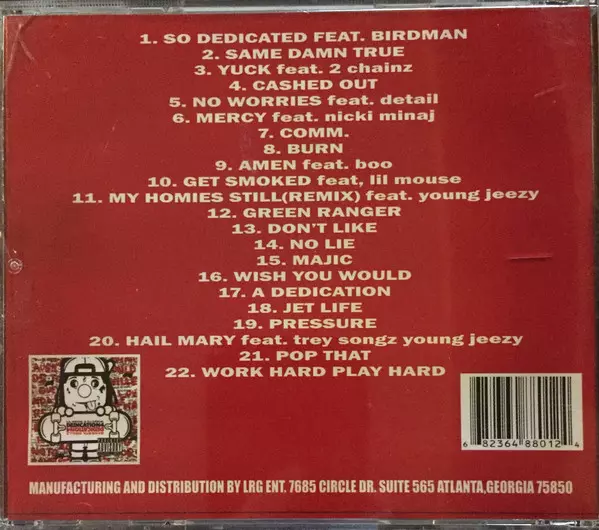 1. SO DEDICATED FEAT. BIRDMAN
2. SAME DAMN TRUE
3. YUCK feat. 2 chainz
4. CASHED OUT
5. NO WORRIES feat. detail
6. MERCY feat. nicki minaj
7. COMM.
8. BURN
9. AMEN feat. boo
10. GET SMOKED feat, lil mouse
11. MY HOMIES STILL(REMIX) feat. young jeezy
12. GREEN RANGER
13. DON'T LIKE
14. NO LIE
15. MAJIC
16. WISH YOU WOULD
17. A DEDICATION
18. JET LIFE
19. PRESSURE
20. HAIL MARY feat. trey songz young jeezy
21. POP THAT
22. WORK HARD PLAY HARD
DEDICATION4
6 82364 88012 4
MANUFACTURING AND DISTRIBUTION BY LRG ENT. 7685 CIRCLE DR. SUITE 565 ATLANTA,GEORGIA 75850